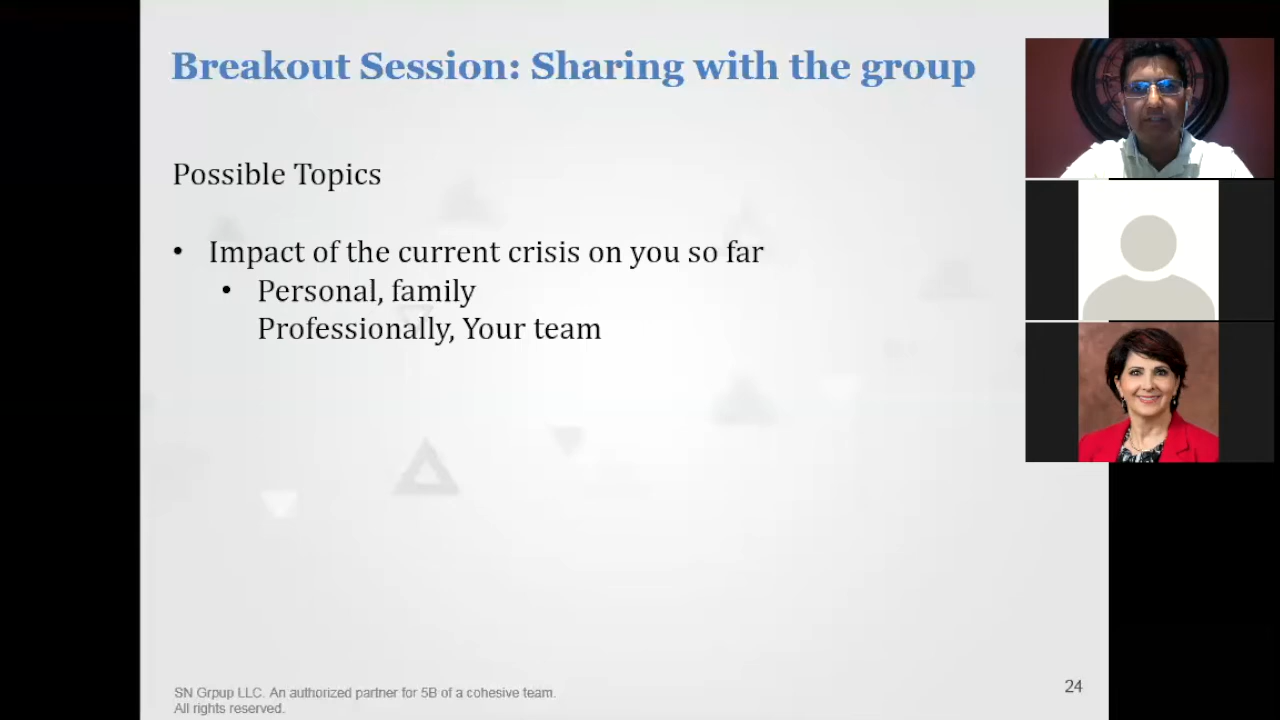 Breakout Session: Sharing with the group
Possible Topics
• Impact of the current crisis on you so far
• Personal, family
Professionally, Your team
SN Grpup LLC. An authorized partner for 5B of a cohesive team.
All rights reserved.
24